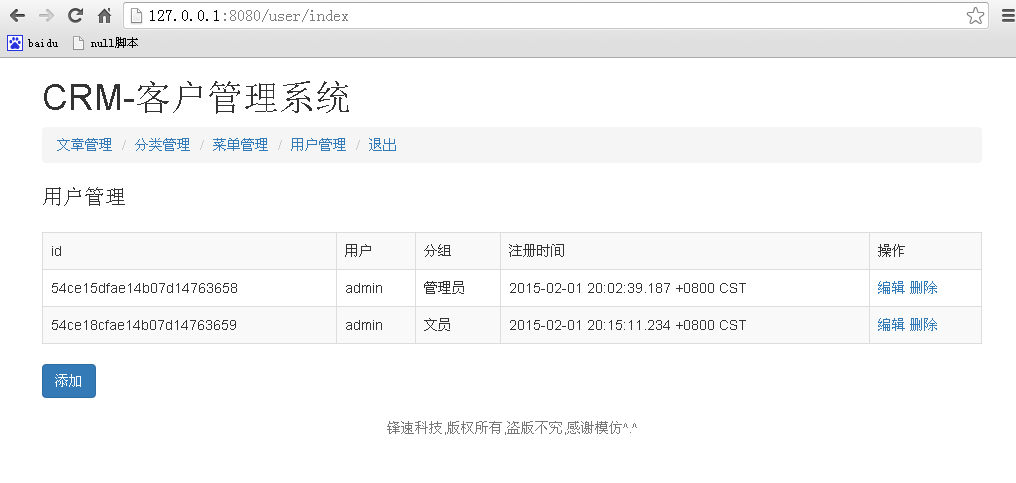 127.0.0.1:8080/user/index
baidu null脚本
CRM-客户管理系统
文章管理 / 分类管理 / 菜单管理 / 用户管理 / 退出
用户管理
id 用户 分组 注册时间 操作
54ce15dfae14b07d14763658 admin 管理员 2015-02-01 20:02:39.187 +0800 CST 编辑 删除
54ce18cfae14b07d14763659 admin 文员 2015-02-01 20:15:11.234 +0800 CST 编辑 删除
添加
锋速科技,版权所有,盗版不究,感谢模仿^.^